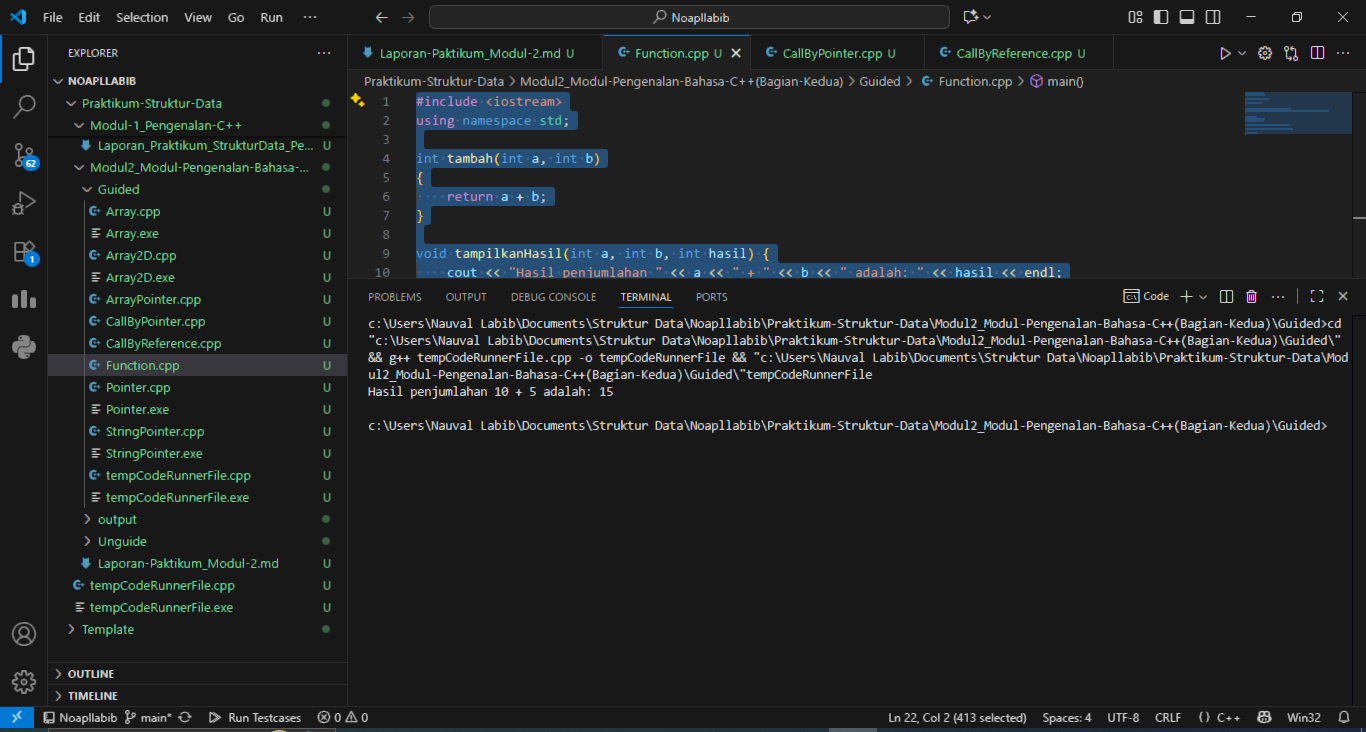 File Edit Selection View Go Run ··· Noapllabib
EXPLORER ···
NOAPLLABIB
Praktikum-Struktur-Data
Modul-1_Pengenalan-C++
Laporan_Praktikum_StrukturData_Pe... U
Modul2_Modul-Pengenalan-Bahasa-...
Guided
Array.cpp U
Array.exe U
Array2D.cpp U
Array2D.exe U
ArrayPointer.cpp U
CallByPointer.cpp U
CallByReference.cpp U
Function.cpp U
Pointer.cpp U
Pointer.exe U
StringPointer.cpp U
StringPointer.exe U
tempCodeRunnerFile.cpp U
tempCodeRunnerFile.exe U
output
Unguide
Laporan-Paktikum_Modul-2.md U
tempCodeRunnerFile.cpp U
tempCodeRunnerFile.exe U
Template
OUTLINE
TIMELINE
62
1
Laporan-Paktikum_Modul-2.md U Function.cpp U CallByPointer.cpp U CallByReference.cpp U
Praktikum-Struktur-Data > Modul2_Modul-Pengenalan-Bahasa-C++(Bagian-Kedua) > Guided > Function.cpp > main()
1 #include <iostream>
2 using namespace std;
3
4 int tambah(int a, int b)
5 {
6 return a + b;
7 }
8
9 void tampilkanHasil(int a, int b, int hasil) {
10 cout << "Hasil penjumlahan " << a << " + " << b << " adalah: " << hasil << endl;
PROBLEMS OUTPUT DEBUG CONSOLE TERMINAL PORTS Code
c:\Users\Nauval Labib\Documents\Struktur Data\Noapllabib\Praktikum-Struktur-Data\Modul2_Modul-Pengenalan-Bahasa-C++(Bagian-Kedua)\Guided>cd
"c:\Users\Nauval Labib\Documents\Struktur Data\Noapllabib\Praktikum-Struktur-Data\Modul2_Modul-Pengenalan-Bahasa-C++(Bagian-Kedua)\Guided\"
&& g++ tempCodeRunnerFile.cpp -o tempCodeRunnerFile && "c:\Users\Nauval Labib\Documents\Struktur Data\Noapllabib\Praktikum-Struktur-Data\Mod
ul2_Modul-Pengenalan-Bahasa-C++(Bagian-Kedua)\Guided\"tempCodeRunnerFile
Hasil penjumlahan 10 + 5 adalah: 15
c:\Users\Nauval Labib\Documents\Struktur Data\Noapllabib\Praktikum-Struktur-Data\Modul2_Modul-Pengenalan-Bahasa-C++(Bagian-Kedua)\Guided>
Noapllabib main* Run Testcases 0 0 Ln 22, Col 2 (413 selected) Spaces: 4 UTF-8 CRLF {} C++ Win32